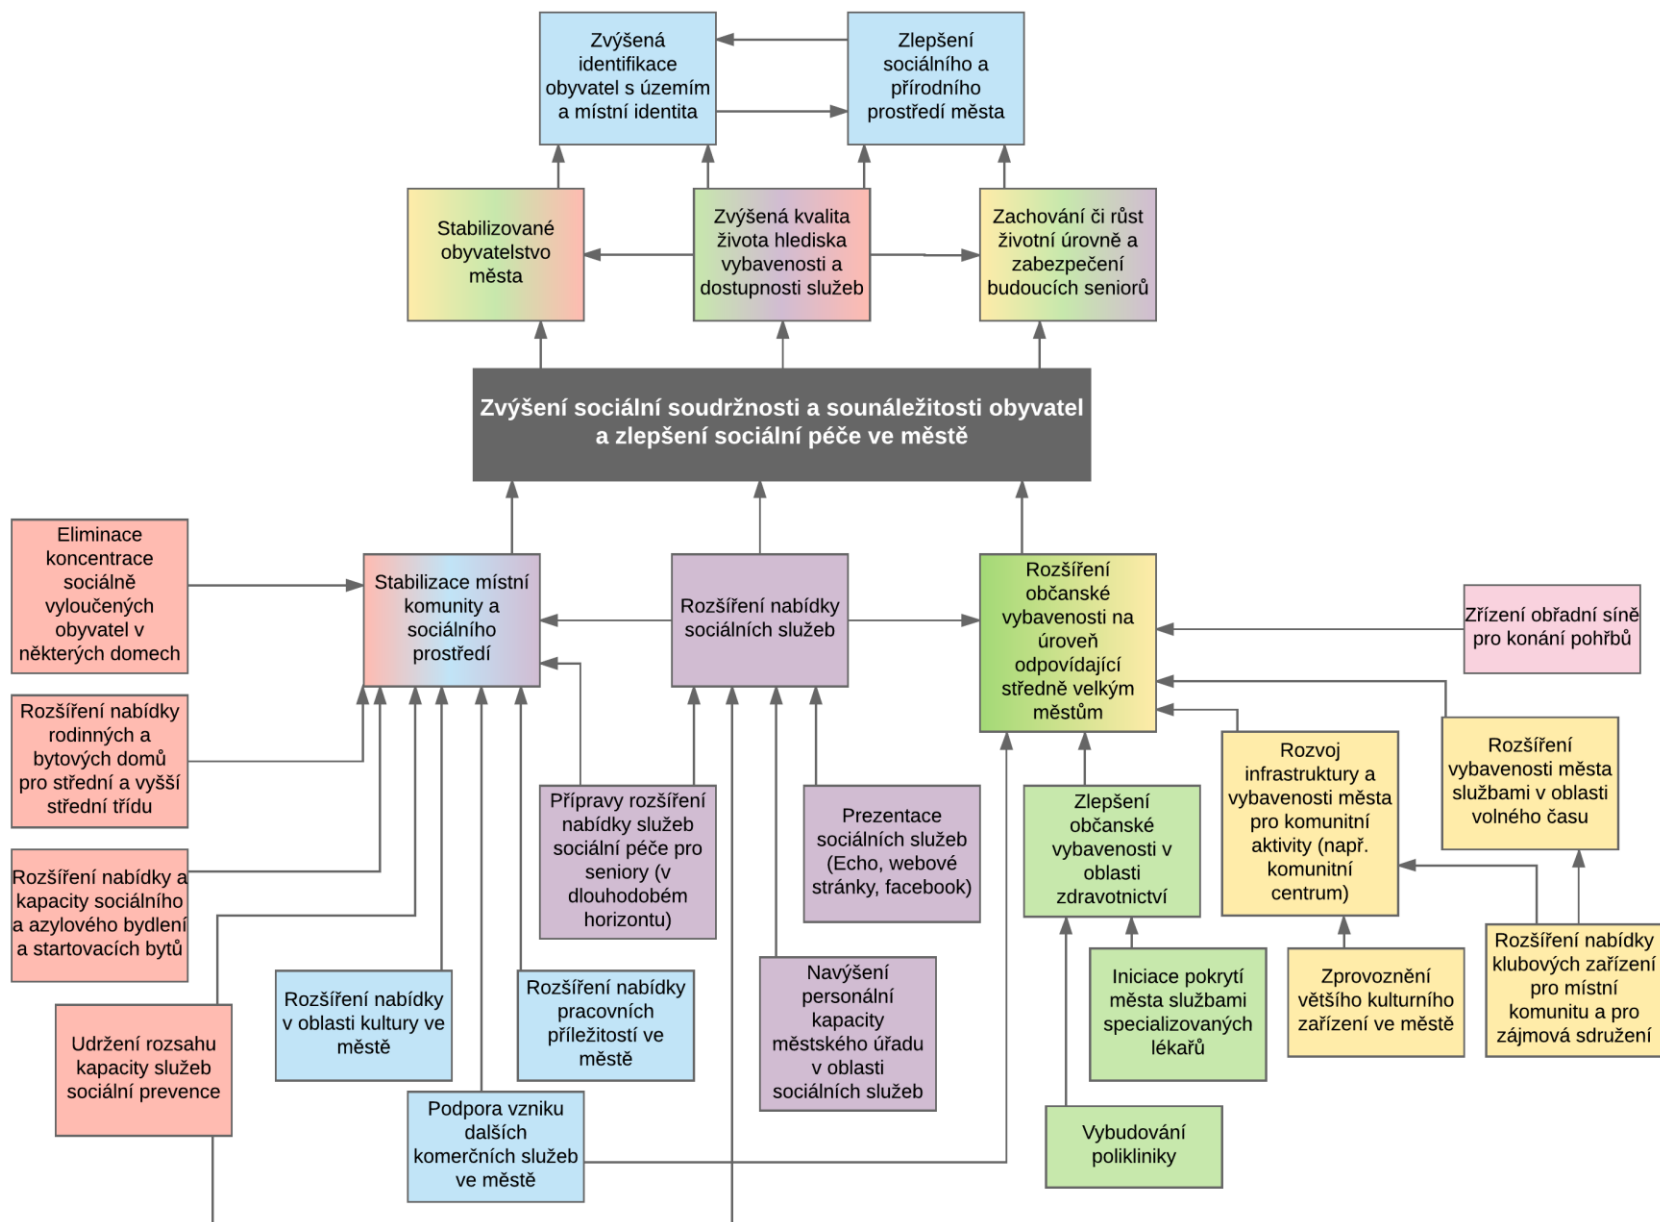 Zvýšená
identifikace
obyvatel s územím
a místní identita
Zlepšení
sociálního a
přírodního
prostředí města
Stabilizované
obyvatelstvo
města
Zvýšená kvalita
života hlediska
vybavenosti a
dostupnosti služeb
Zachování či růst
životní úrovně a
zabezpečení
budoucích seniorů
Zvýšení sociální soudržnosti a sounáležitosti obyvatel
a zlepšení sociální péče ve městě
Eliminace
koncentrace
sociálně
vyloučených
obyvatel v
některých domech
Stabilizace místní
komunity a
sociálního
prostředí
Rozšíření nabídky
sociálních služeb
Rozšíření
občanské
vybavenosti na
úroveň
odpovídající
středně velkým
městům
Zřízení obřadní síně
pro konání pohřbů
Rozšíření nabídky
rodinných a
bytových domů
pro střední a vyšší
střední třídu
Rozšíření nabídky a
kapacity sociálního
a azylového bydlení
a startovacích bytů
Udržení rozsahu
kapacity služeb
sociální prevence
Rozšíření nabídky
v oblasti kultury ve
městě
Podpora vzniku
dalších
komerčních služeb
ve městě
Rozšíření nabídky
pracovních
příležitostí ve
městě
Přípravy rozšíření
nabídky služeb
sociální péče pro
seniory (v
dlouhodobém
horizontu)
Prezentace
sociálních služeb
(Echo, webové
stránky, facebook)
Navýšení
personální
kapacity
městského úřadu
v oblasti
sociálních služeb
Zlepšení
občanské
vybavenosti v
oblasti
zdravotnictví
Iniciace pokrytí
města službami
specializovaných
lékařů
Vybudování
polikliniky
Rozvoj
infrastruktury a
vybavenosti města
pro komunitní
aktivity (např.
komunitní
centrum)
Rozšíření
vybavenosti města
službami v oblasti
volného času
Zprovoznění
většího kulturního
zařízení ve městě
Rozšíření nabídky
klubových zařízení
pro místní
komunitu a pro
zájmová sdružení